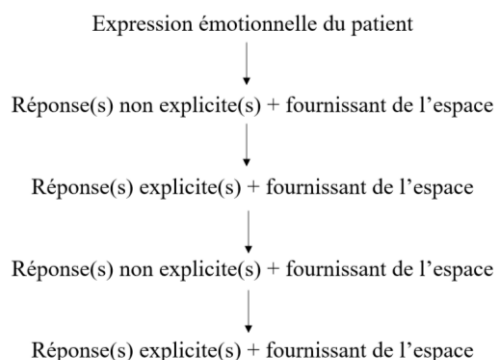 Expression émotionnelle du patient
Réponse(s) non explicite(s) + fournissant de l’espace
Réponse(s) explicite(s) + fournissant de l’espace
Réponse(s) non explicite(s) + fournissant de l’espace
Réponse(s) explicite(s) + fournissant de l’espace